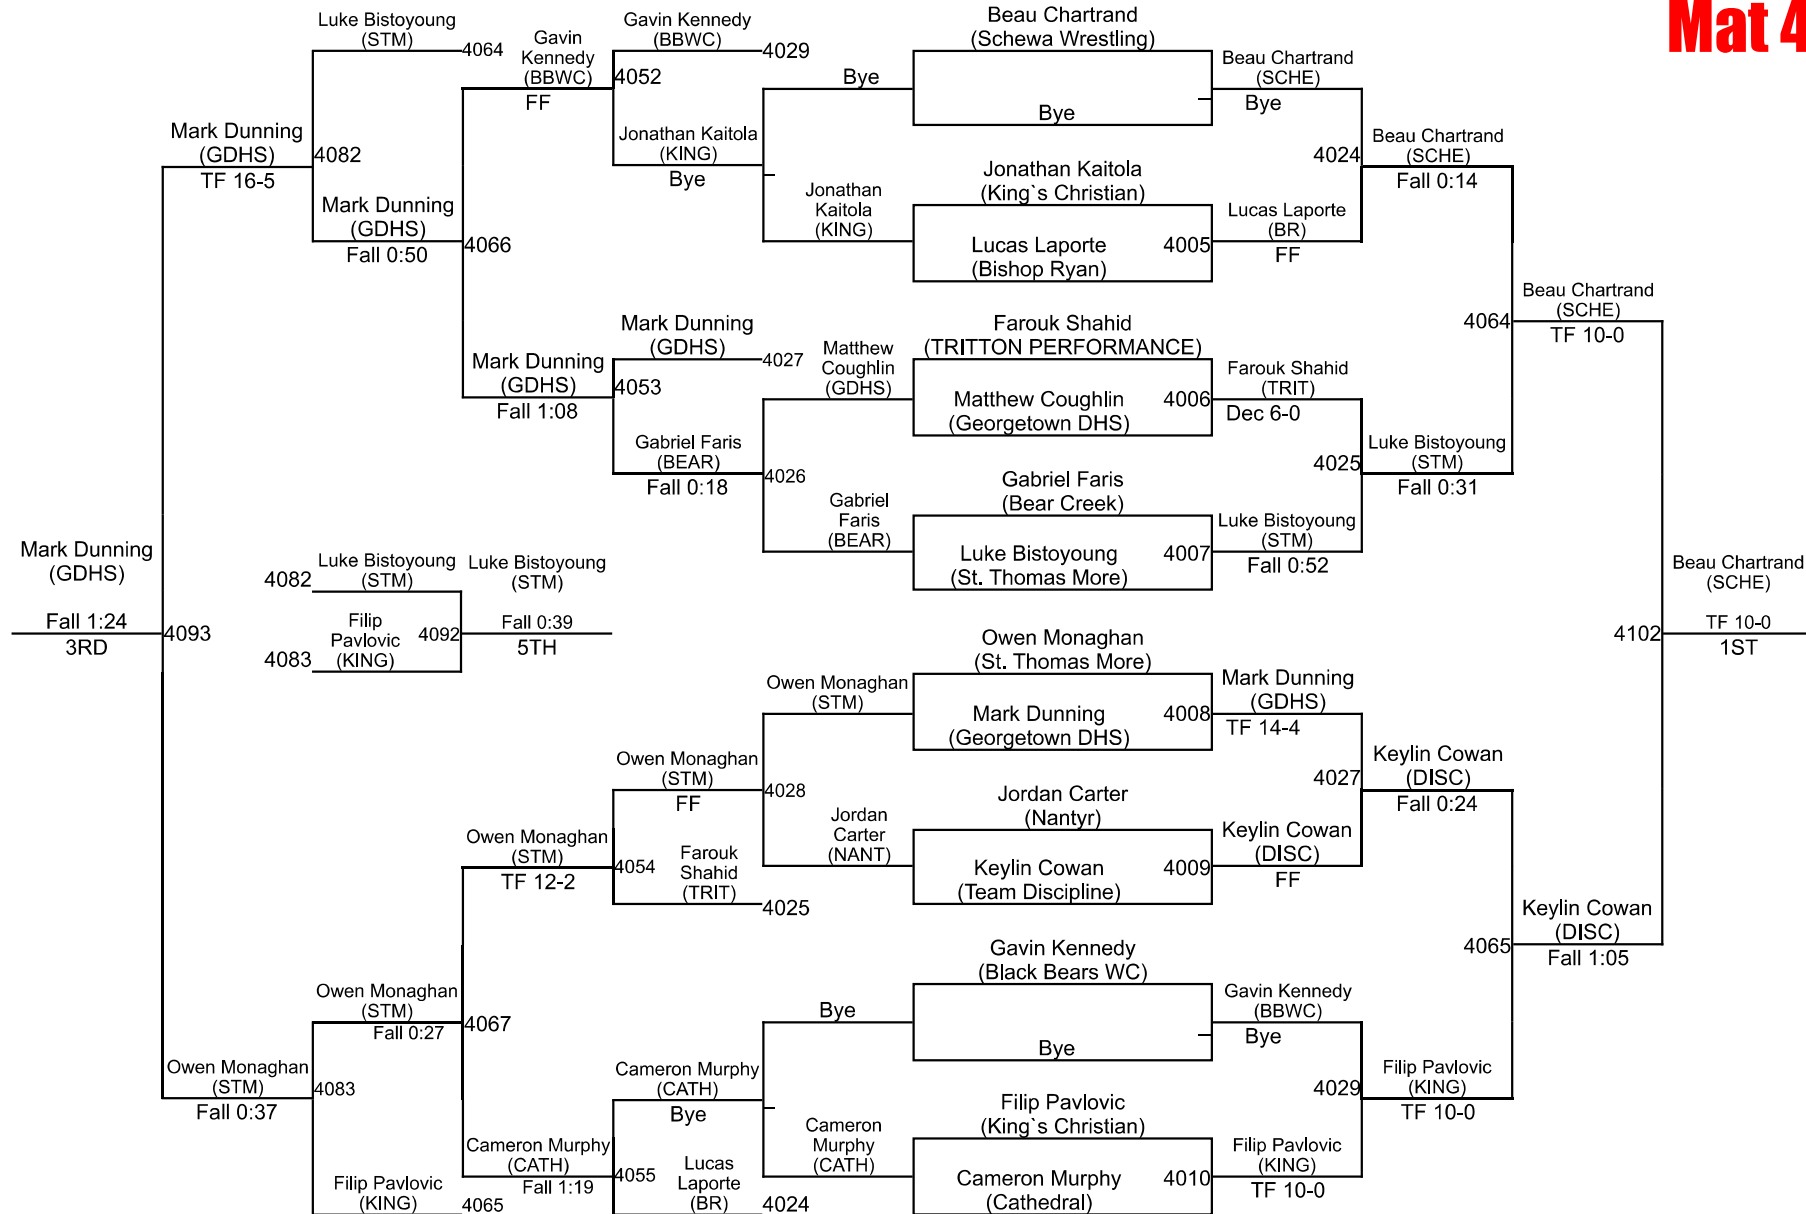 Mat 4
Luke Bistoyoung
(STM)
4064
Gavin
Kennedy
(BBWC)
FF
Gavin Kennedy
(BBWC)
4029
4052
Jonathan Kaitola
(KING)
Bye
Bye
Jonathan
Kaitola
(KING)
Beau Chartrand
(Schewa Wrestling)
Bye
Beau Chartrand
(SCHE)
Bye
Jonathan Kaitola
(King`s Christian)
Lucas Laporte
(Bishop Ryan)
4005
Lucas Laporte
(BR)
FF
4024
Beau Chartrand
(SCHE)
Fall 0:14
Mark Dunning
(GDHS)
TF 16-5
4082
Mark Dunning
(GDHS)
Fall 0:50
4066
Mark Dunning
(GDHS)
Fall 1:08
Mark Dunning
(GDHS)
4027
4053
Gabriel Faris
(BEAR)
Fall 0:18
Matthew
Coughlin
(GDHS)
4026
Gabriel
Faris
(BEAR)
Farouk Shahid
(TRITTON PERFORMANCE)
Matthew Coughlin
(Georgetown DHS)
4006
Farouk Shahid
(TRIT)
Dec 6-0
Gabriel Faris
(Bear Creek)
Luke Bistoyoung
(St. Thomas More)
4007
Luke Bistoyoung
(STM)
Fall 0:52
4025
Luke Bistoyoung
(STM)
Fall 0:31
4064
Beau Chartrand
(SCHE)
TF 10-0
Mark Dunning
(GDHS)
Fall 1:24
3RD
4093
4082
Luke Bistoyoung
(STM)
4083
Filip
Pavlovic
(KING)
4092
Luke Bistoyoung
(STM)
Fall 0:39
5TH
4102
Beau Chartrand
(SCHE)
TF 10-0
1ST
Owen Monaghan
(St. Thomas More)
Mark Dunning
(Georgetown DHS)
4008
Mark Dunning
(GDHS)
TF 14-4
Owen Monaghan
(STM)
4028
Jordan
Carter
(NANT)
Jordan Carter
(Nantyr)
Keylin Cowan
(Team Discipline)
4009
Keylin Cowan
(DISC)
FF
4027
Keylin Cowan
(DISC)
Fall 0:24
Owen Monaghan
(STM)
FF
Owen Monaghan
(STM)
TF 12-2
4054
Farouk
Shahid
(TRIT)
4025
4065
Keylin Cowan
(DISC)
Fall 1:05
Gavin Kennedy
(Black Bears WC)
Bye
Gavin Kennedy
(BBWC)
Bye
Bye
Owen Monaghan
(STM)
Fall 0:27
4067
Owen Monaghan
(STM)
Fall 0:37
4083
Cameron Murphy
(CATH)
Bye
Cameron
Murphy
(CATH)
Filip Pavlovic
(King`s Christian)
Cameron Murphy
(Cathedral)
4010
Filip Pavlovic
(KING)
TF 10-0
4029
Filip Pavlovic
(KING)
TF 10-0
Cameron Murphy
(CATH)
Fall 1:19
4055
Lucas
Laporte
(BR)
4024
Filip Pavlovic
(KING)
4065